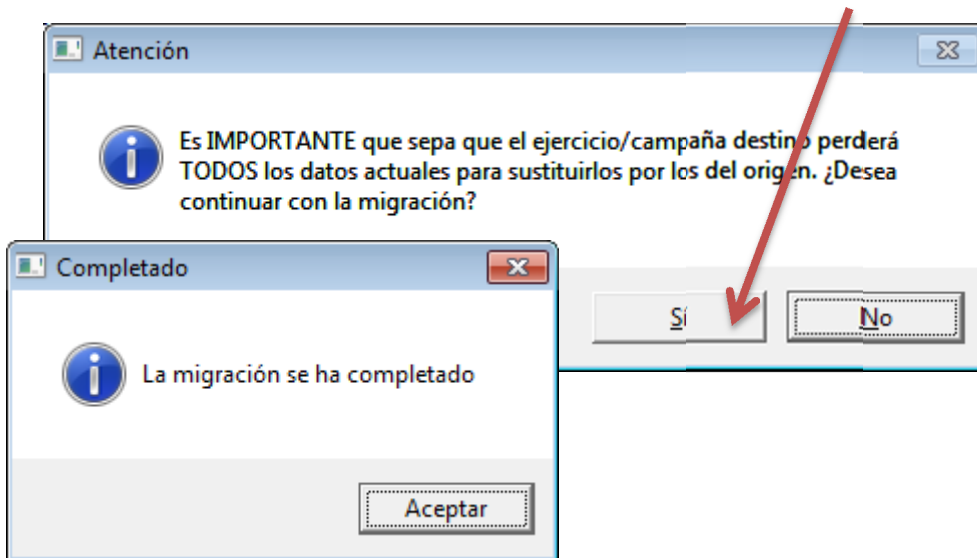 Atención
Es IMPORTANTE que sepa que el ejercicio/campaña destino perderá
TODOS los datos actuales para sustituirlos por los del origen. ¿Desea
continuar con la migración?
Sí
No
Completado
La migración se ha completado
Aceptar